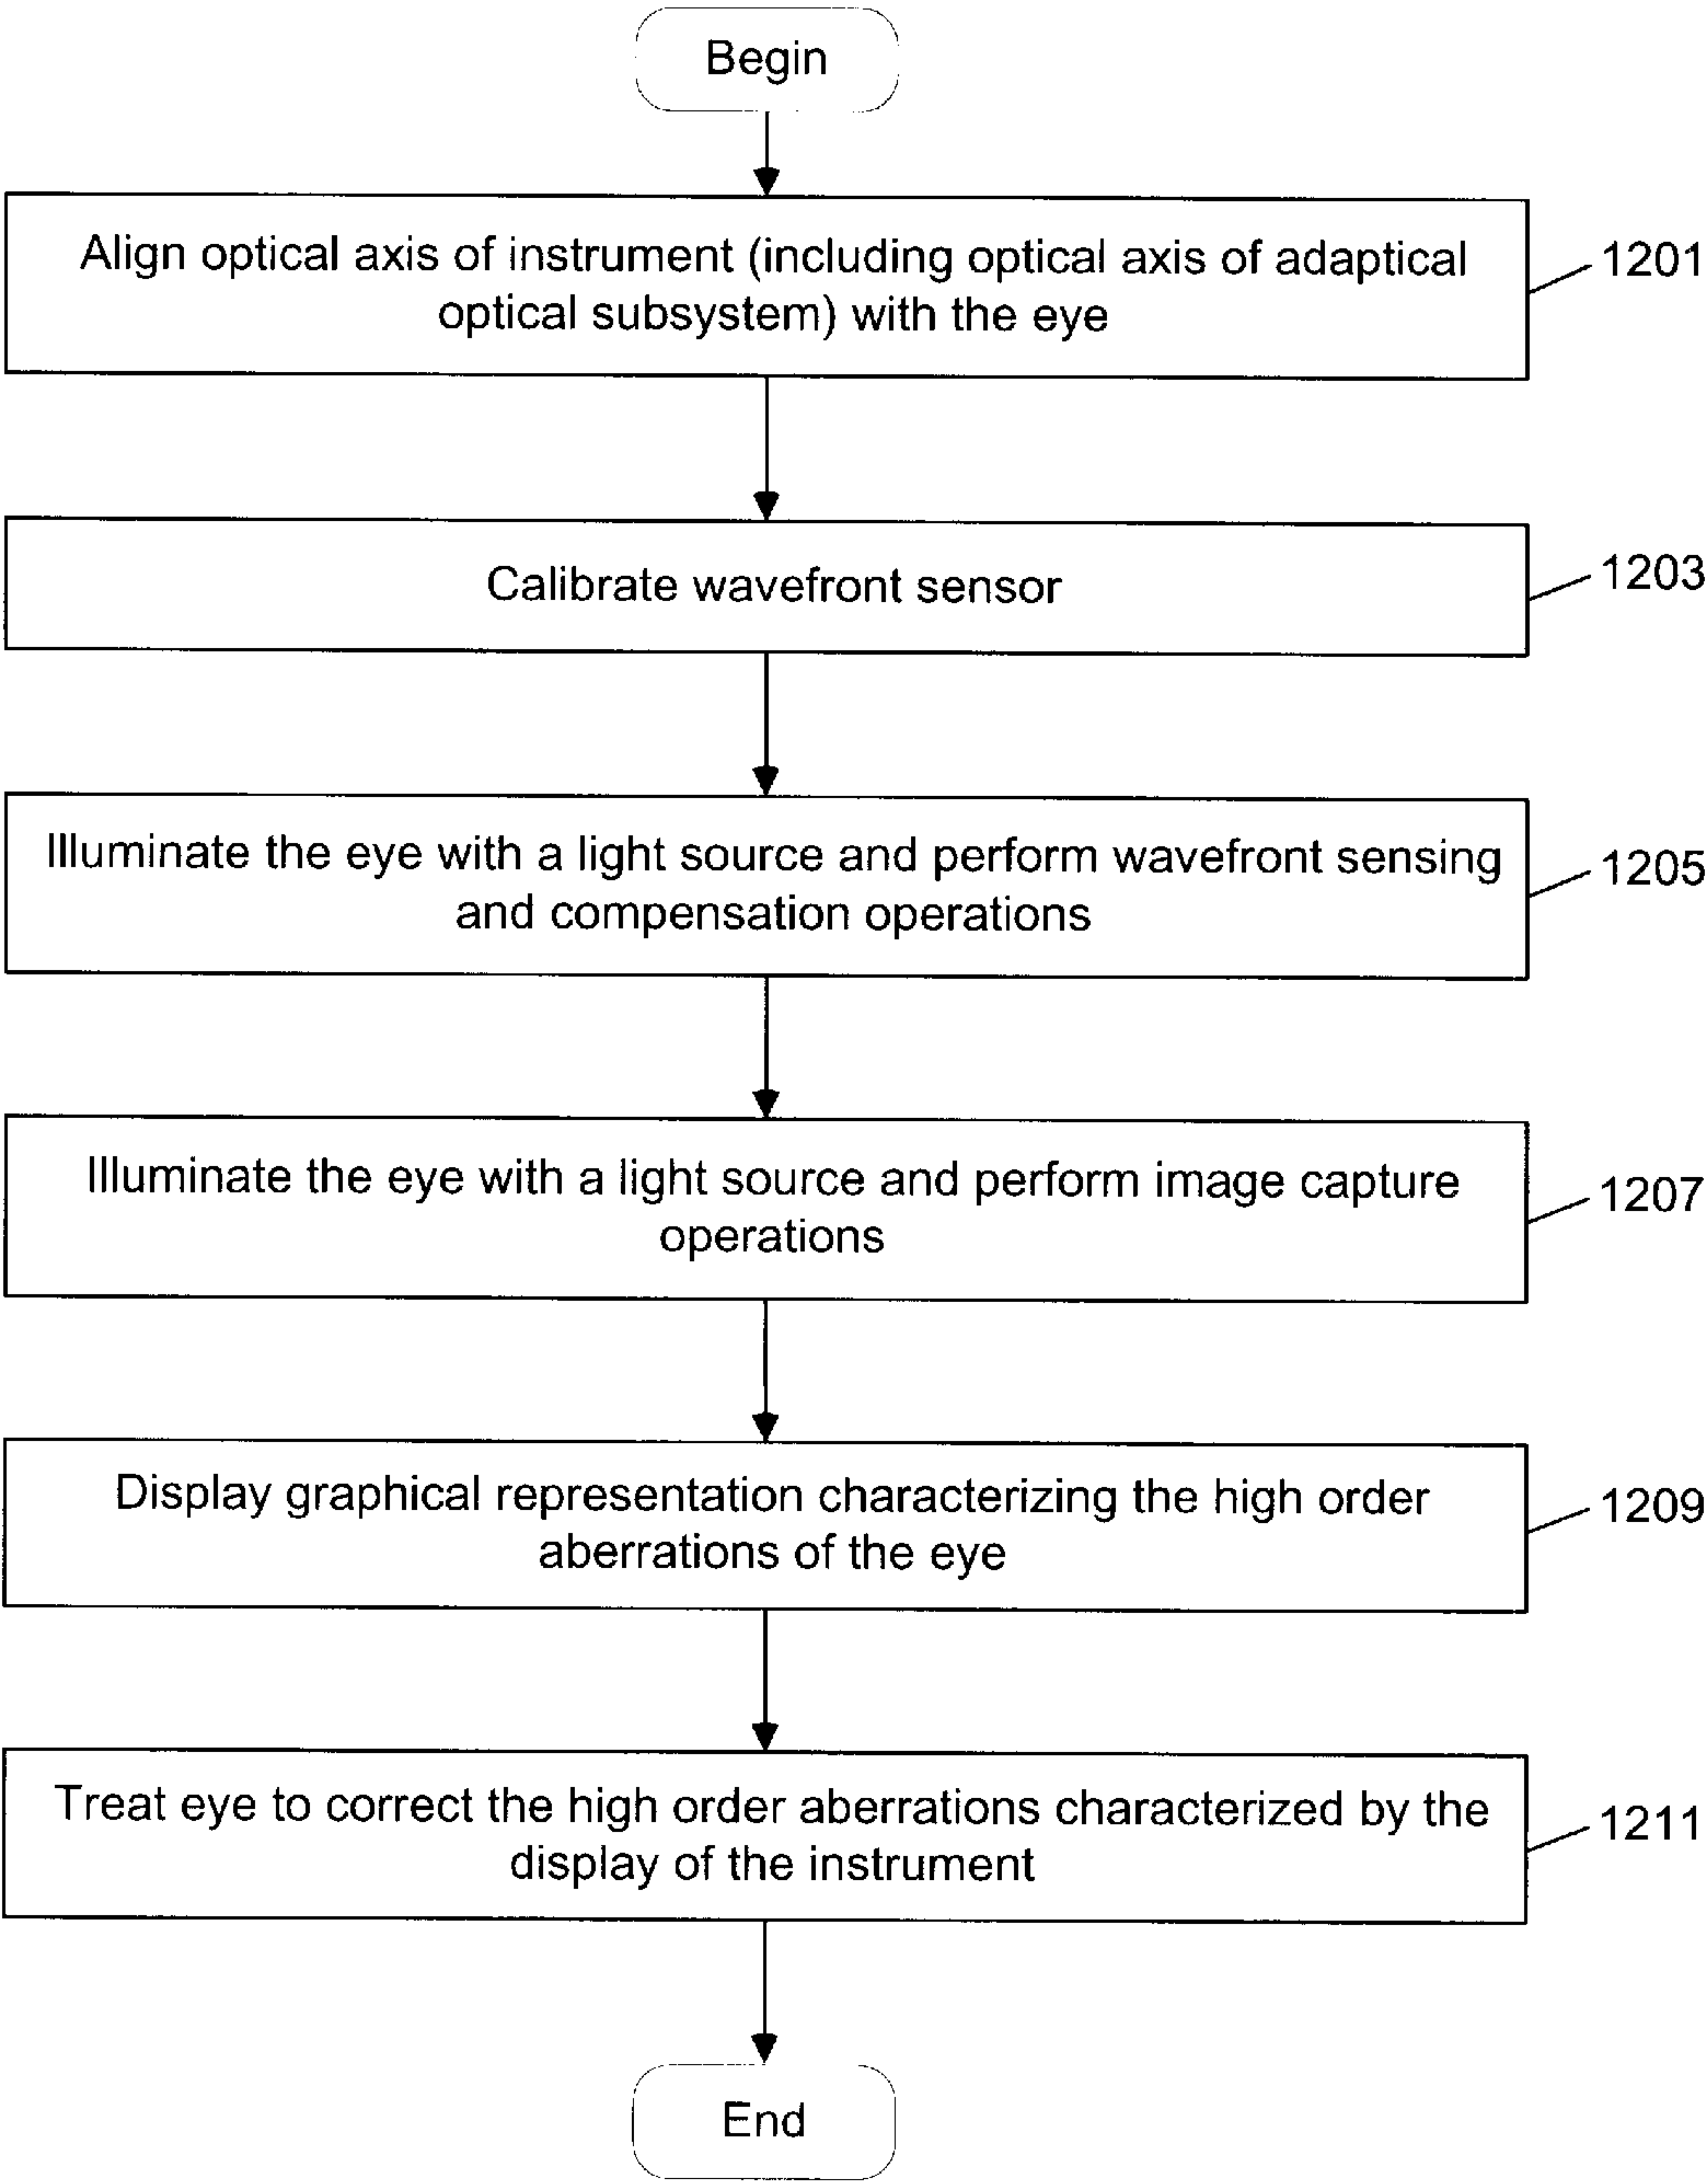 Begin
Align optical axis of instrument (including optical axis of adaptical
optical subsystem) with the eye
1201
Calibrate wavefront sensor
1203
Illuminate the eye with a light source and perform wavefront sensing
and compensation operations
1205
Illuminate the eye with a light source and perform image capture
operations
1207
Display graphical representation characterizing the high order
aberrations of the eye
1209
Treat eye to correct the high order aberrations characterized by the
display of the instrument
1211
End